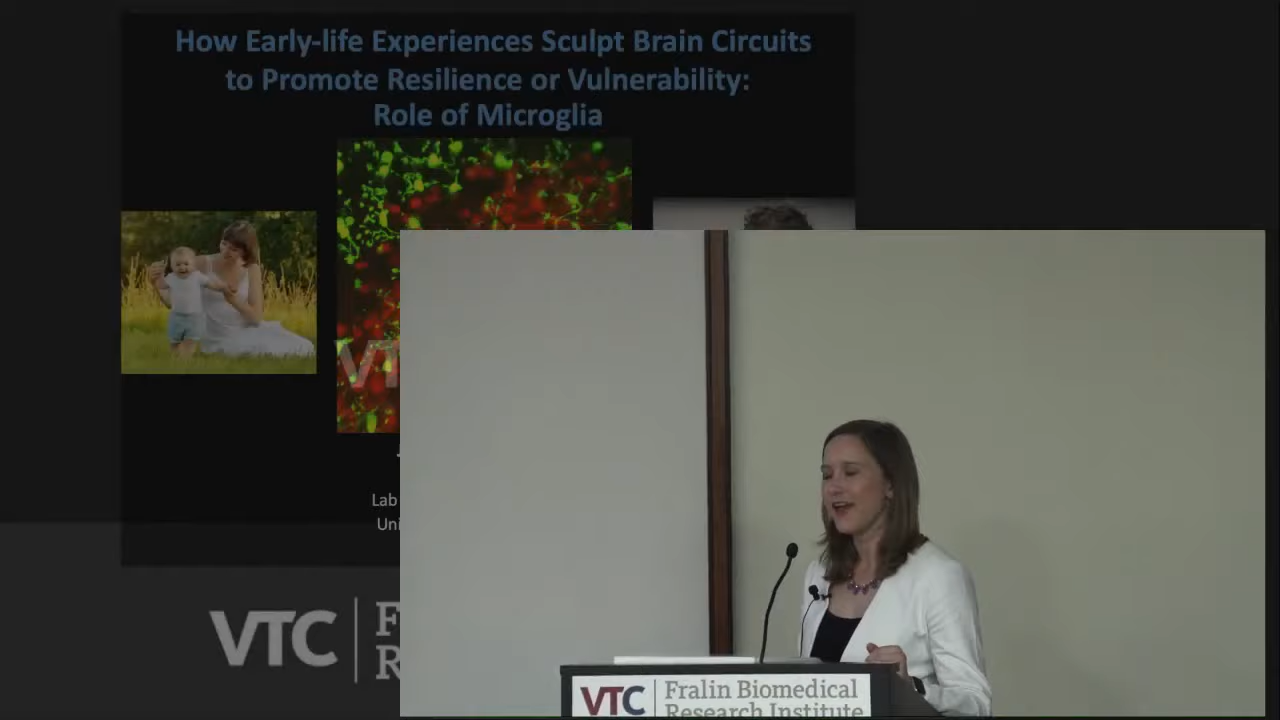 How Early-life Experiences Sculpt Brain Circuits
to Promote Resilience or Vulnerability:
Role of Microglia
VT
Lab
Uni
VTC
F
R
VTC Fralin Biomedical
Research Institute